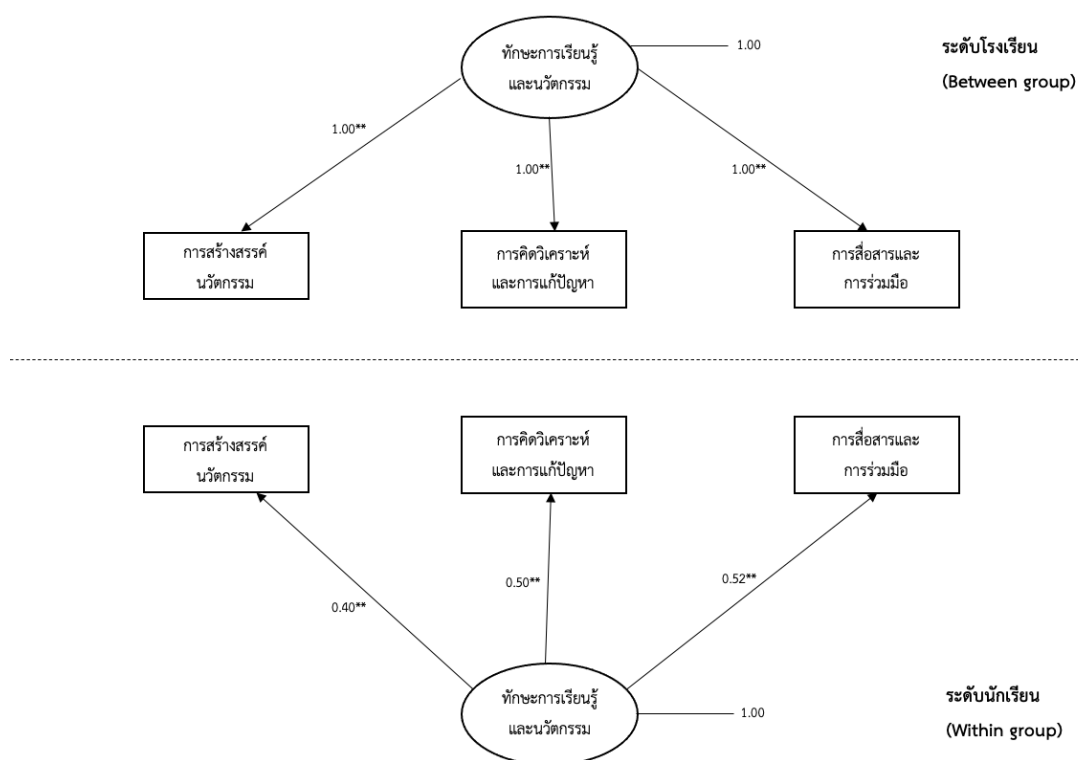 ทักษะการเรียนรู้
และนวัตกรรม
1.00
ระดับโรงเรียน
(Between group)
1.00**
1.00**
1.00**
การสร้างสรรค์
นวัตกรรม
การคิดวิเคราะห์
และการแก้ปัญหา
การสื่อสารและ
การร่วมมือ
การสร้างสรรค์
นวัตกรรม
การคิดวิเคราะห์
และการแก้ปัญหา
การสื่อสารและ
การร่วมมือ
0.40**
0.50**
0.52**
ทักษะการเรียนรู้
และนวัตกรรม
1.00
ระดับนักเรียน
(Within group)